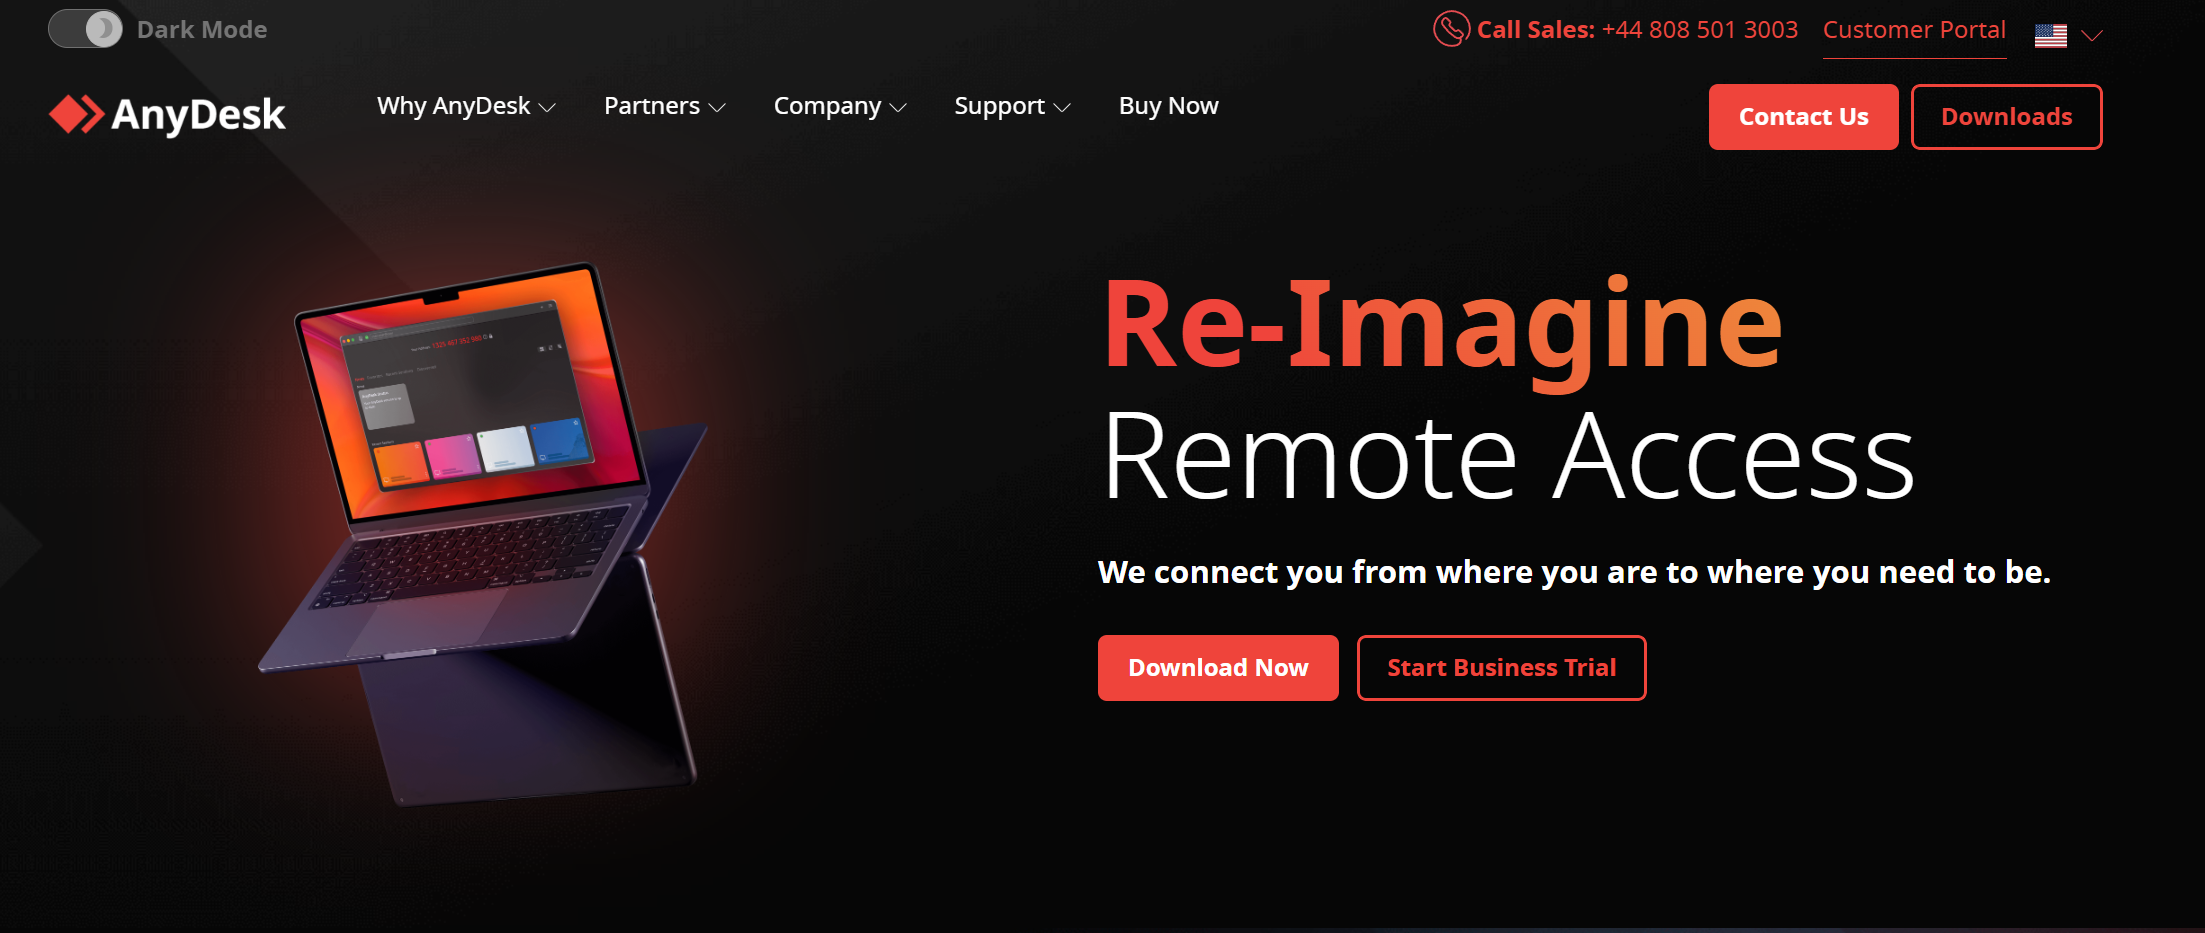 Dark Mode
Call Sales: +44 808 501 3003 Customer Portal
AnyDesk
Why AnyDesk Partners Company Support Buy Now
Contact Us Downloads
Re-Imagine
Remote Access
We connect you from where you are to where you need to be.
Download Now Start Business Trial